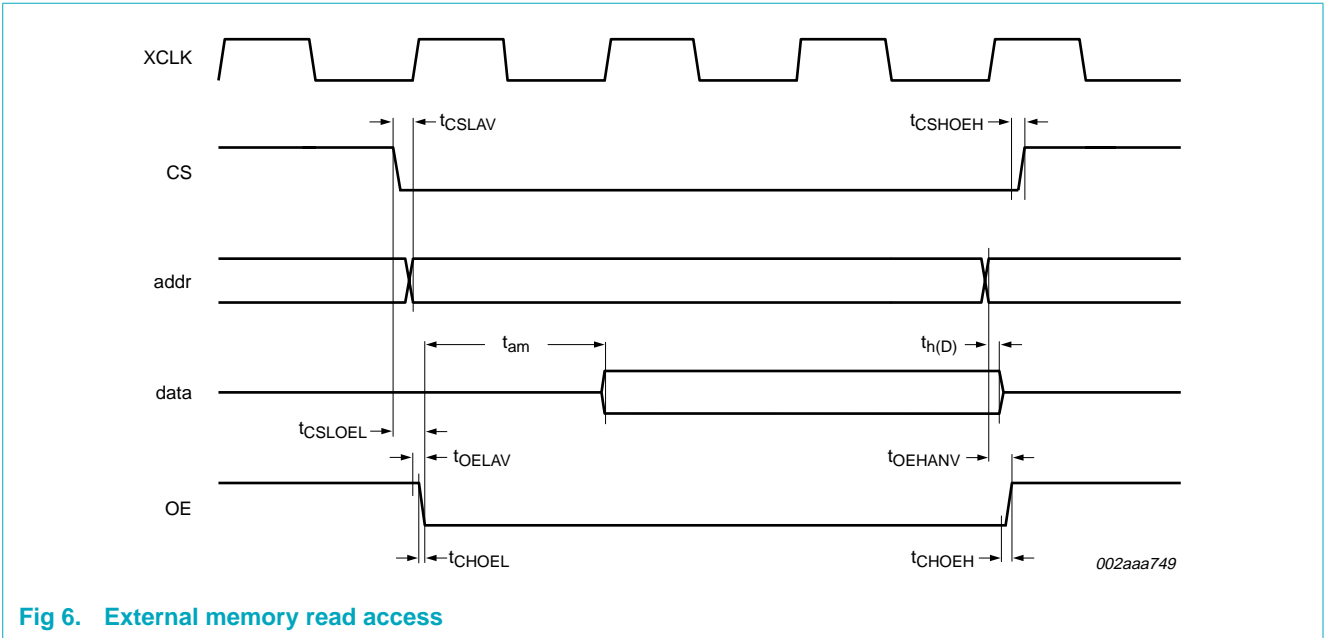 XCLK
tCSLAV
tCSHOEH
CS
addr
tam
th(D)
data
tCSLOEL
tOELAV
tOEHANV
OE
tCHOEL
tCHOEH
002aaa749
Fig 6. External memory read access